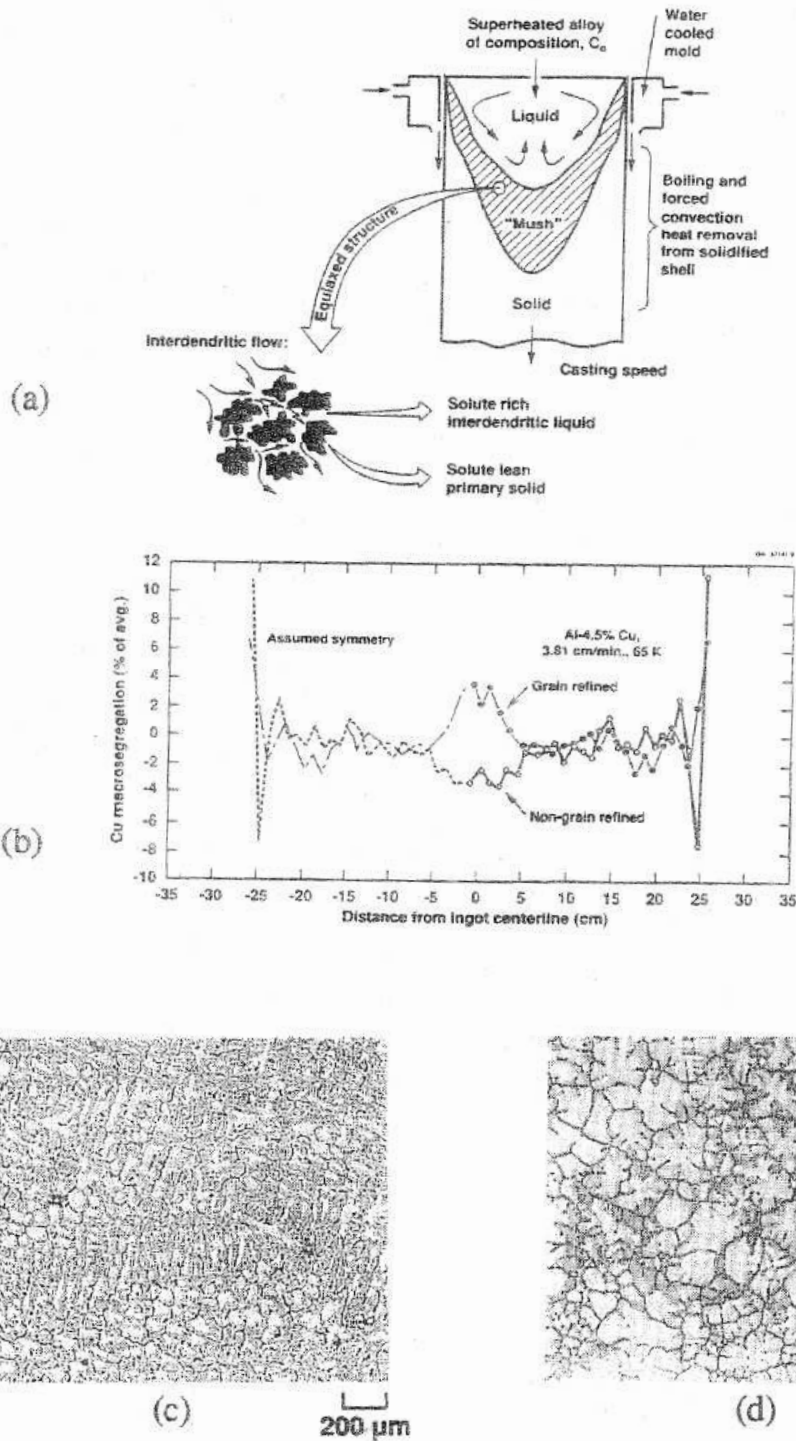 Superheated alloy
of composition, Cₒ
Water
cooled
mold
Liquid
"Mush"
Solid
Boiling and
forced
convection
heat removal
from solidified
shell
Equiaxed structure
Interdendritic flow:
Casting speed
(a)
Solute rich
interdendritic liquid
Solute lean
primary solid
(b)
Cu macrosegregation (% of avg.)
12
10
8
6
4
2
0
-2
-4
-6
-8
-10
Assumed symmetry
Al-4.5% Cu,
3.81 cm/min., 65 K
Grain refined
Non-grain refined
-35 -30 -25 -20 -15 -10 -5 0 5 10 15 20 25 30 35
Distance from ingot centerline (cm)
(c)
200 µm
(d)